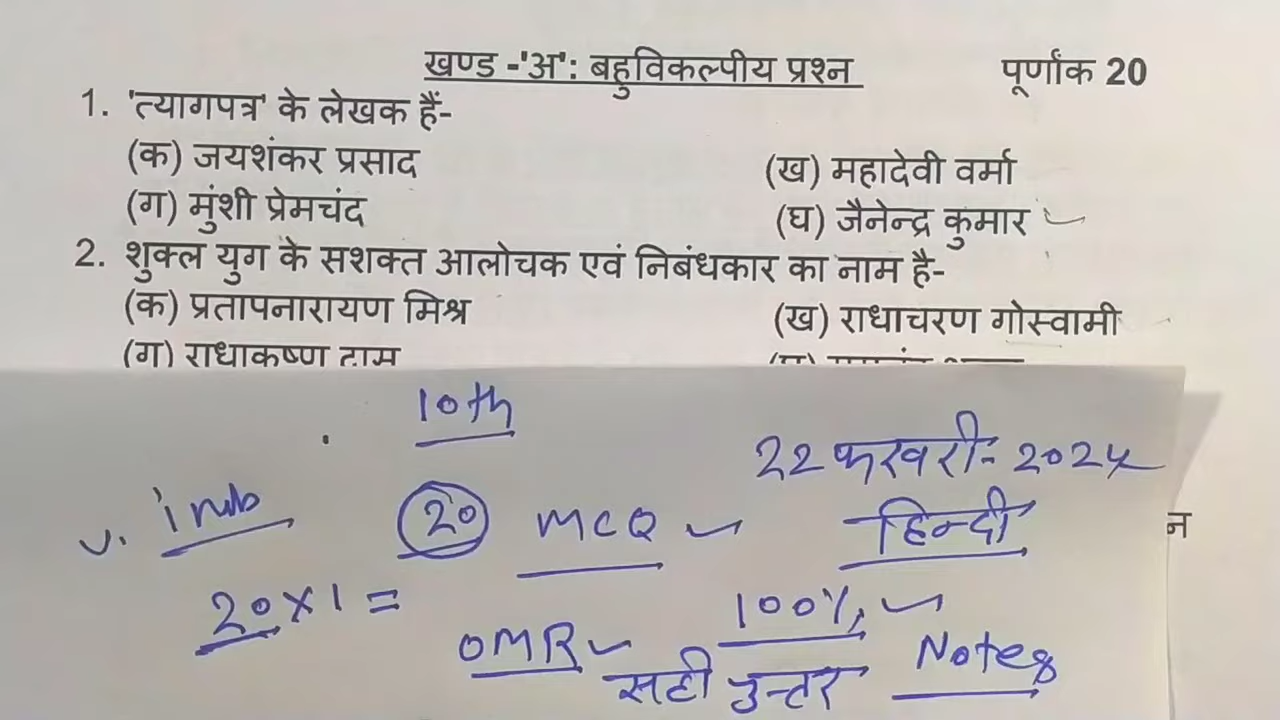 खण्ड -'अ': बहुविकल्पीय प्रश्न पूर्णांक 20
1. 'त्यागपत्र' के लेखक हैं-
(क) जयशंकर प्रसाद (ख) महादेवी वर्मा
(ग) मुंशी प्रेमचंद (घ) जैनेन्द्र कुमार
2. शुक्ल युग के सशक्त आलोचक एवं निबंधकार का नाम है-
(क) प्रतापनारायण मिश्र (ख) राधाचरण गोस्वामी
(ग) राधाकृष्ण दास
10th
22 फरवरी- 2024
v. imb 20 MCQ हिन्दी
न
20 x 1 = 100%
OMR सही उत्तर Notes